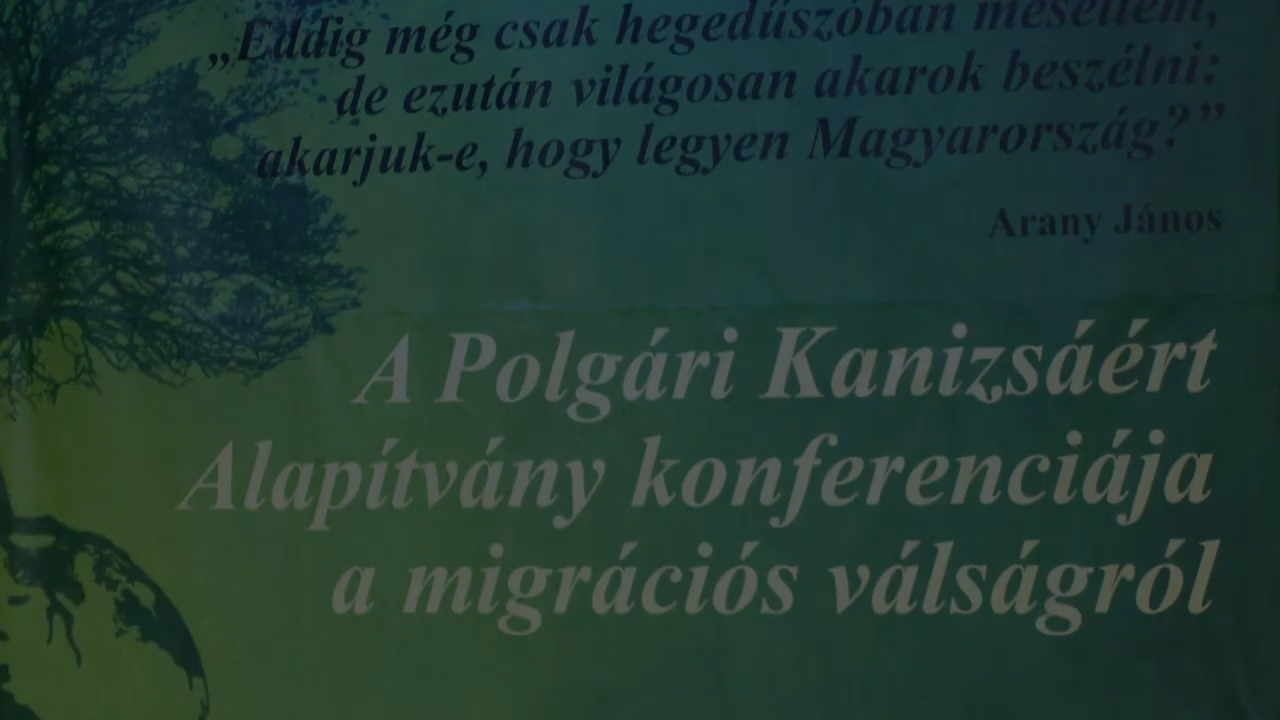 „Eddig még csak hegedűszóban meséltem,
de ezután világosan akarok beszélni:
akarjuk-e, hogy legyen Magyarország?”
Arany János
A Polgári Kanizsáért
Alapítvány konferenciája
a migrációs válságról